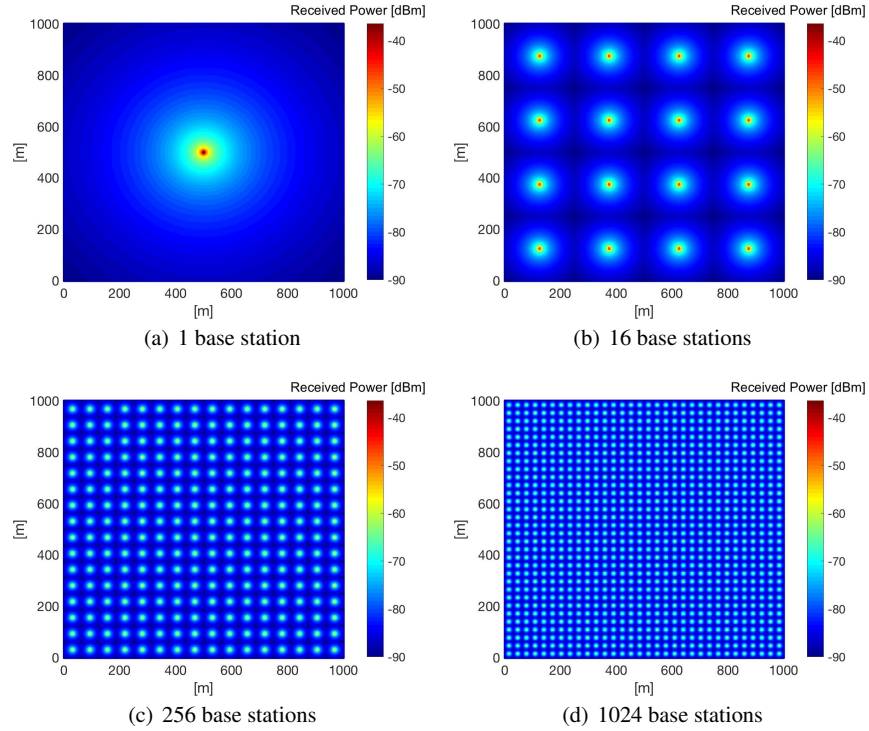 Received Power [dBm]
1000
800
600
400
200
0
[m]
0 200 400 600 800 1000
[m]
-40
-50
-60
-70
-80
-90
(a) 1 base station
Received Power [dBm]
1000
800
600
400
200
0
[m]
0 200 400 600 800 1000
[m]
-40
-50
-60
-70
-80
-90
(b) 16 base stations
Received Power [dBm]
1000
800
600
400
200
0
[m]
0 200 400 600 800 1000
[m]
-40
-50
-60
-70
-80
-90
(c) 256 base stations
Received Power [dBm]
1000
800
600
400
200
0
[m]
0 200 400 600 800 1000
[m]
-40
-50
-60
-70
-80
-90
(d) 1024 base stations